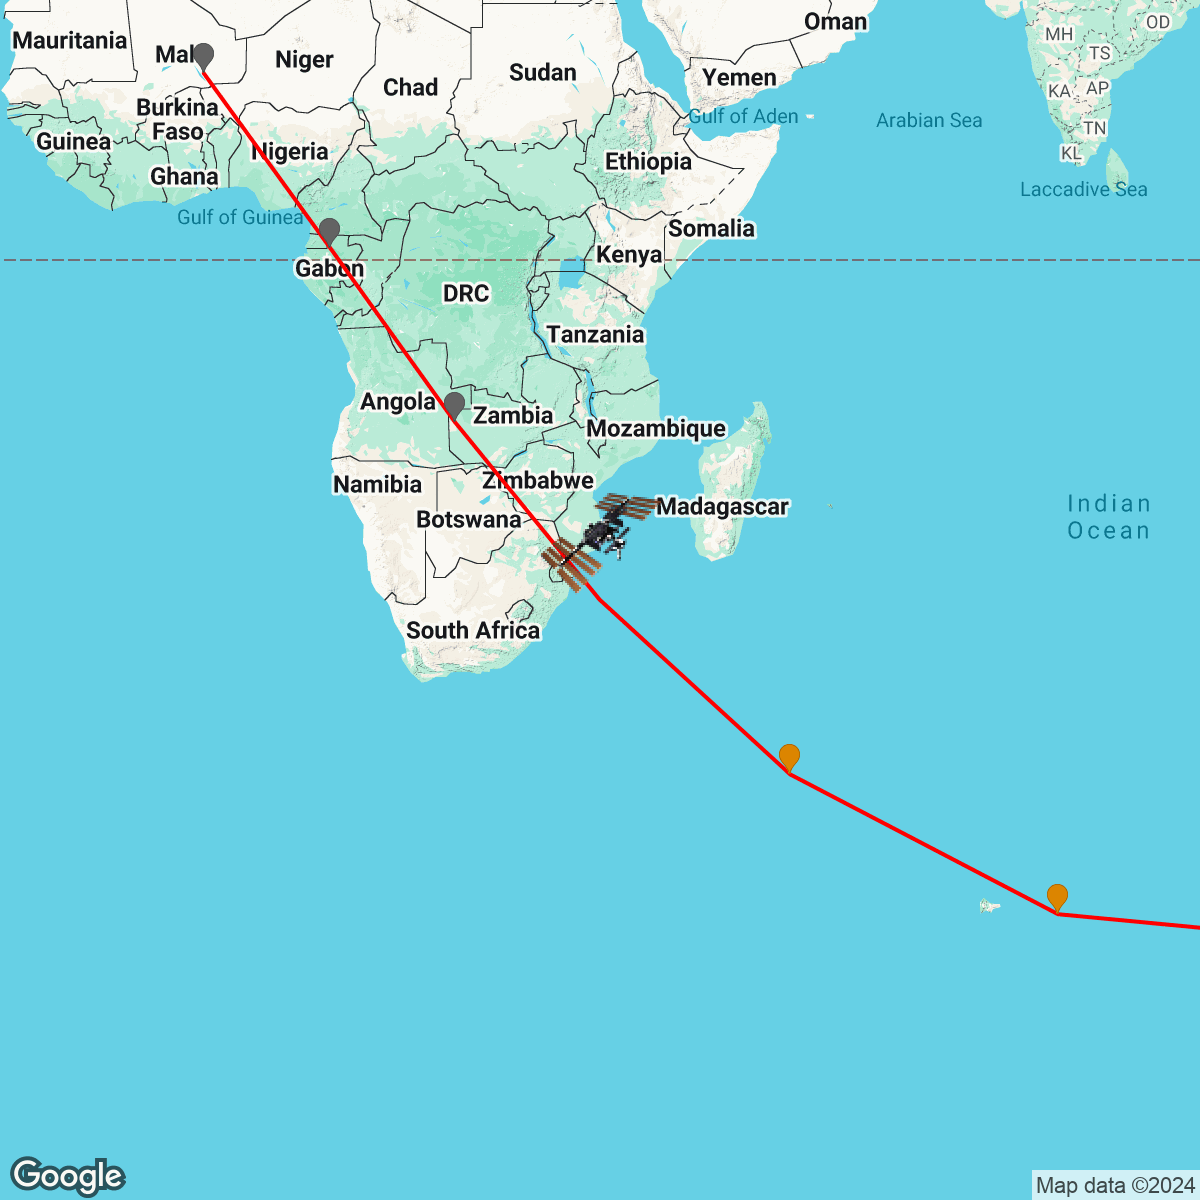 Oman
Mauritania
Mal
Niger
Chad
Sudan
Yemen
MH
OD
TS
KA
AP
TN
KL
Burkina
Faso
Gulf of Aden
Arabian Sea
Guinea
Nigeria
Ethiopia
Ghana
Laccadive Sea
Gulf of Guinea
Somalia
Kenya
Gabon
DRC
Tanzania
Angola
Zambia
Mozambique
Namibia
Zimbabwe
Botswana
Madagascar
Indian
Ocean
South Africa
Google
Map data ©2024